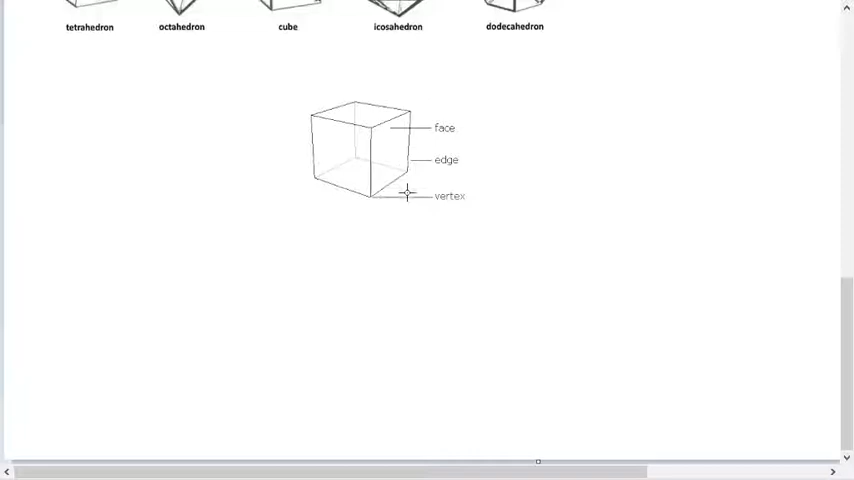 tetrahedron octahedron cube icosahedron dodecahedron
face
edge
vertex